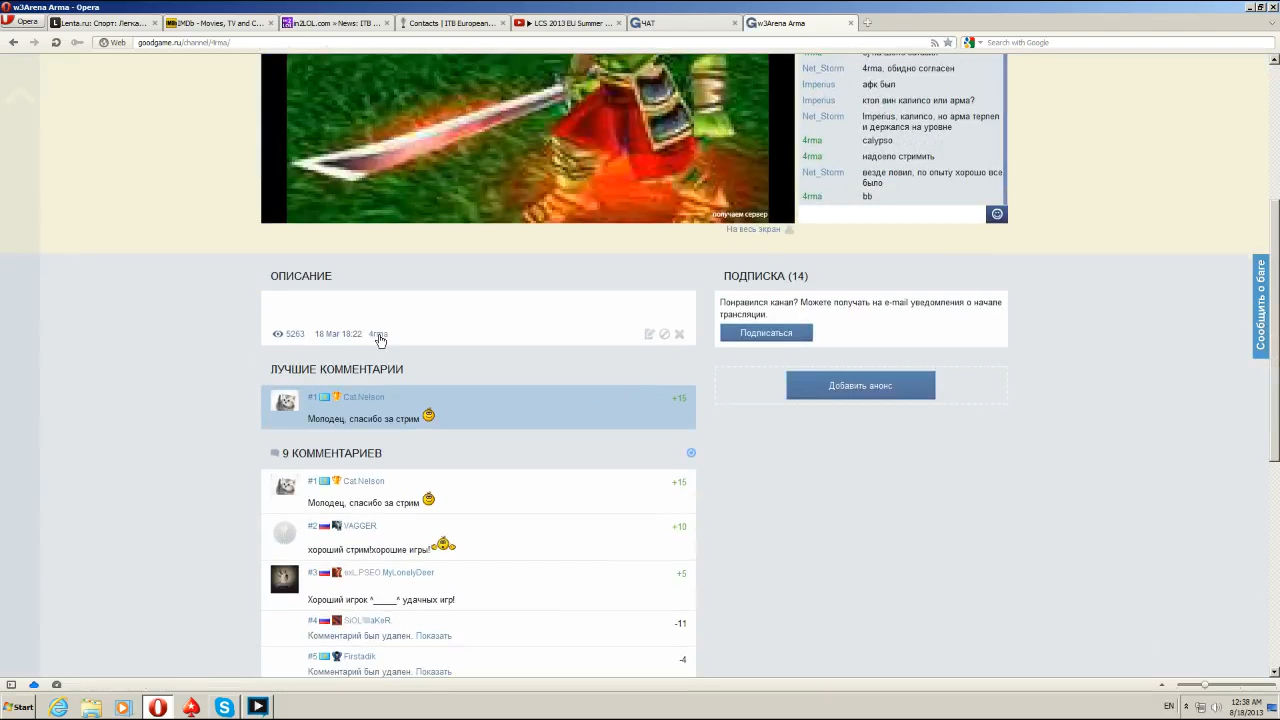 w3Arena Arma - Opera
Opera
Lenta.ru: Спорт: Легка...
IMDb - Movies, TV and C...
in2LOL.com » News: ITB ...
Contacts | ITB European...
LCS 2013 EU Summer ...
ЧАТ
w3Arena Arma
Web
goodgame.ru/channel/4rma/
Search with Google
Net_Storm 4rma, обидно согласен
Imperius афк был
Imperius ктоп вин калипсо или арма?
Net_Storm Imperius, калипсо, но арма терпел
и держался на уровне
4rma calypso
4rma надоело стримить
Net_Storm везде ловил, по опыту хорошо все
было
4rma bb
получаем сервер
На весь экран
ОПИСАНИЕ
5263 18 Mar 18:22 4rma
ПОДПИСКА (14)
Понравился канал? Можете получать на e-mail уведомления о начале
трансляции.
Подписаться
Добавить анонс
Сообщить о баге
ЛУЧШИЕ КОММЕНТАРИИ
#1 Cat.Nelson +15
Молодец, спасибо за стрим
9 КОММЕНТАРИЕВ
#1 Cat.Nelson +15
Молодец, спасибо за стрим
#2 VAGGER +10
хороший стрим!хорошие игры!
#3 exiL.PSEO.MyLonelyDeer +5
Хороший игрок ^_____^ удачных игр!
#4 -11
Комментарий был удален. Показать
#5 Firstadik -4
Комментарий был удален. Показать
Start
EN
12:38 AM
8/18/2013